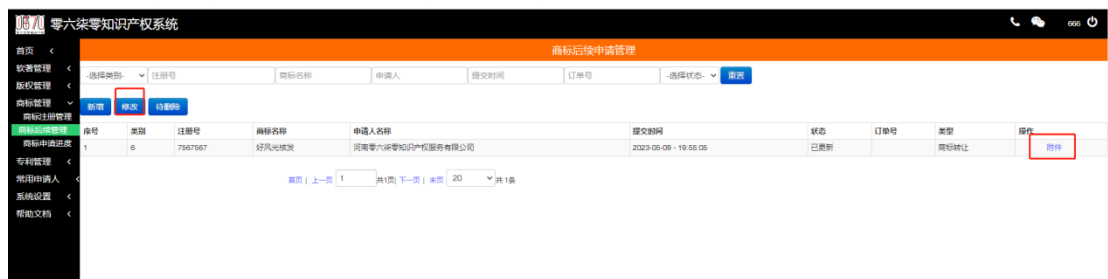 0670 零六柒零知识产权系统 666
首页
商标后续申请管理
软著管理
-选择类别- 注册号 商标名称 申请人 提交时间 订单号 -选择状态- 重置
版权管理
商标管理
新增 修改 待删除
商标注册管理
商标后续管理
序号 类别 注册号 商标名称 申请人名称 提交时间 状态 订单号 类型 操作
商标申请进度
1 6 7567567 好风光核发 河南零六柒零知识产权服务有限公司 2023-05-09 - 19:55:05 已更新 商标转让 附件
专利管理
常用申请人
首页 | 上一页 1 共1页| 下一页 | 末页 20 共 1条
系统设置
帮助文档